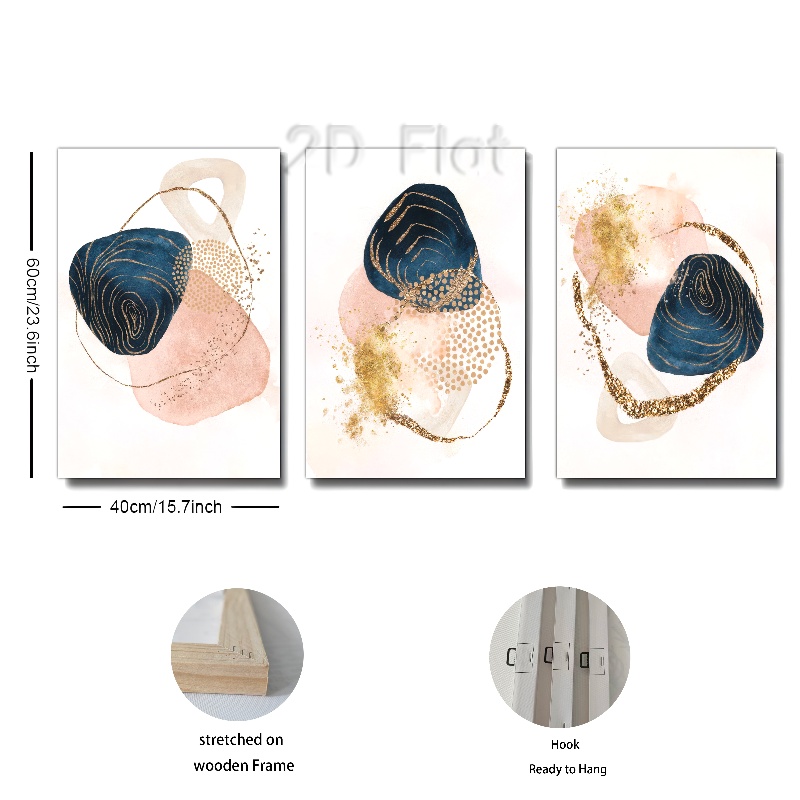 2D Flat
60cm/23.6inch
40cm/15.7inch
stretched on
wooden Frame
Hook
Ready to Hang